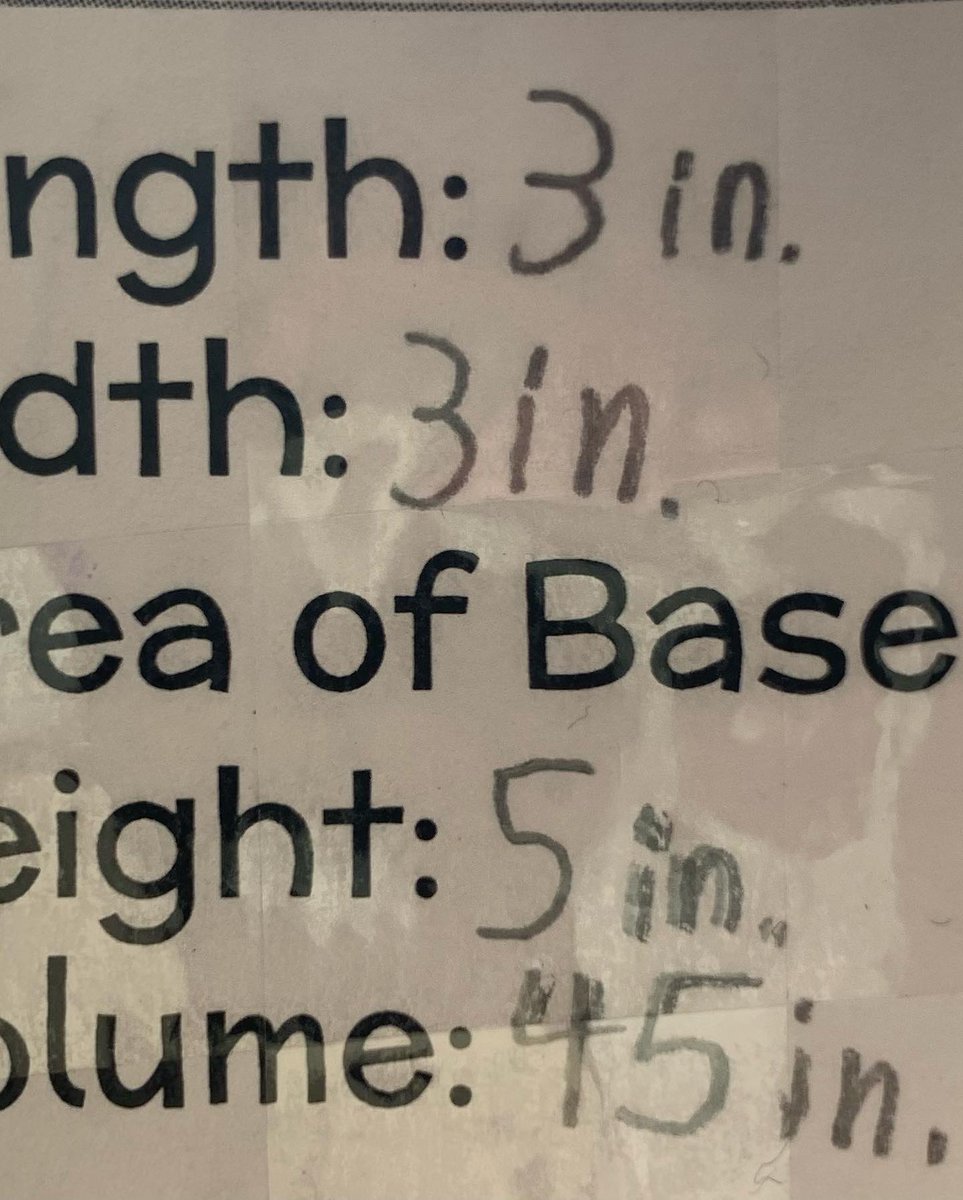 ngth: 3 in.
dth: 3 in.
rea of Base
eight: 5 in.
olume: 45 in.